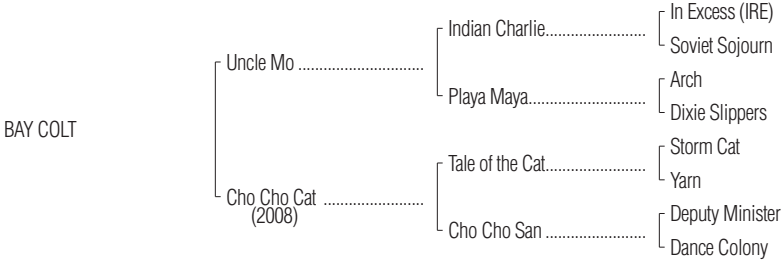 In Excess (IRE)
Indian Charlie.........................
Soviet Sojourn
Uncle Mo ..............................
Arch
Playa Maya.............................
Dixie Slippers
BAY COLT
Storm Cat
Tale of the Cat.........................
Yarn
Cho Cho Cat ........................
(2008)
Deputy Minister
Cho Cho San .........................
Dance Colony